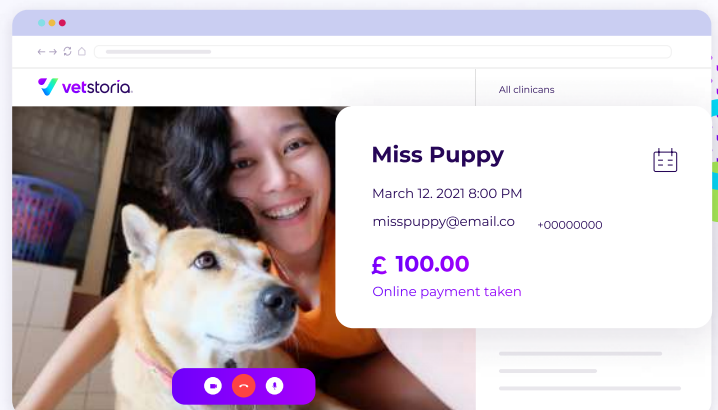 vetstoria
All clinicans
Miss Puppy
March 12. 2021 8:00 PM
misspuppy@email.co +00000000
£ 100.00
Online payment taken